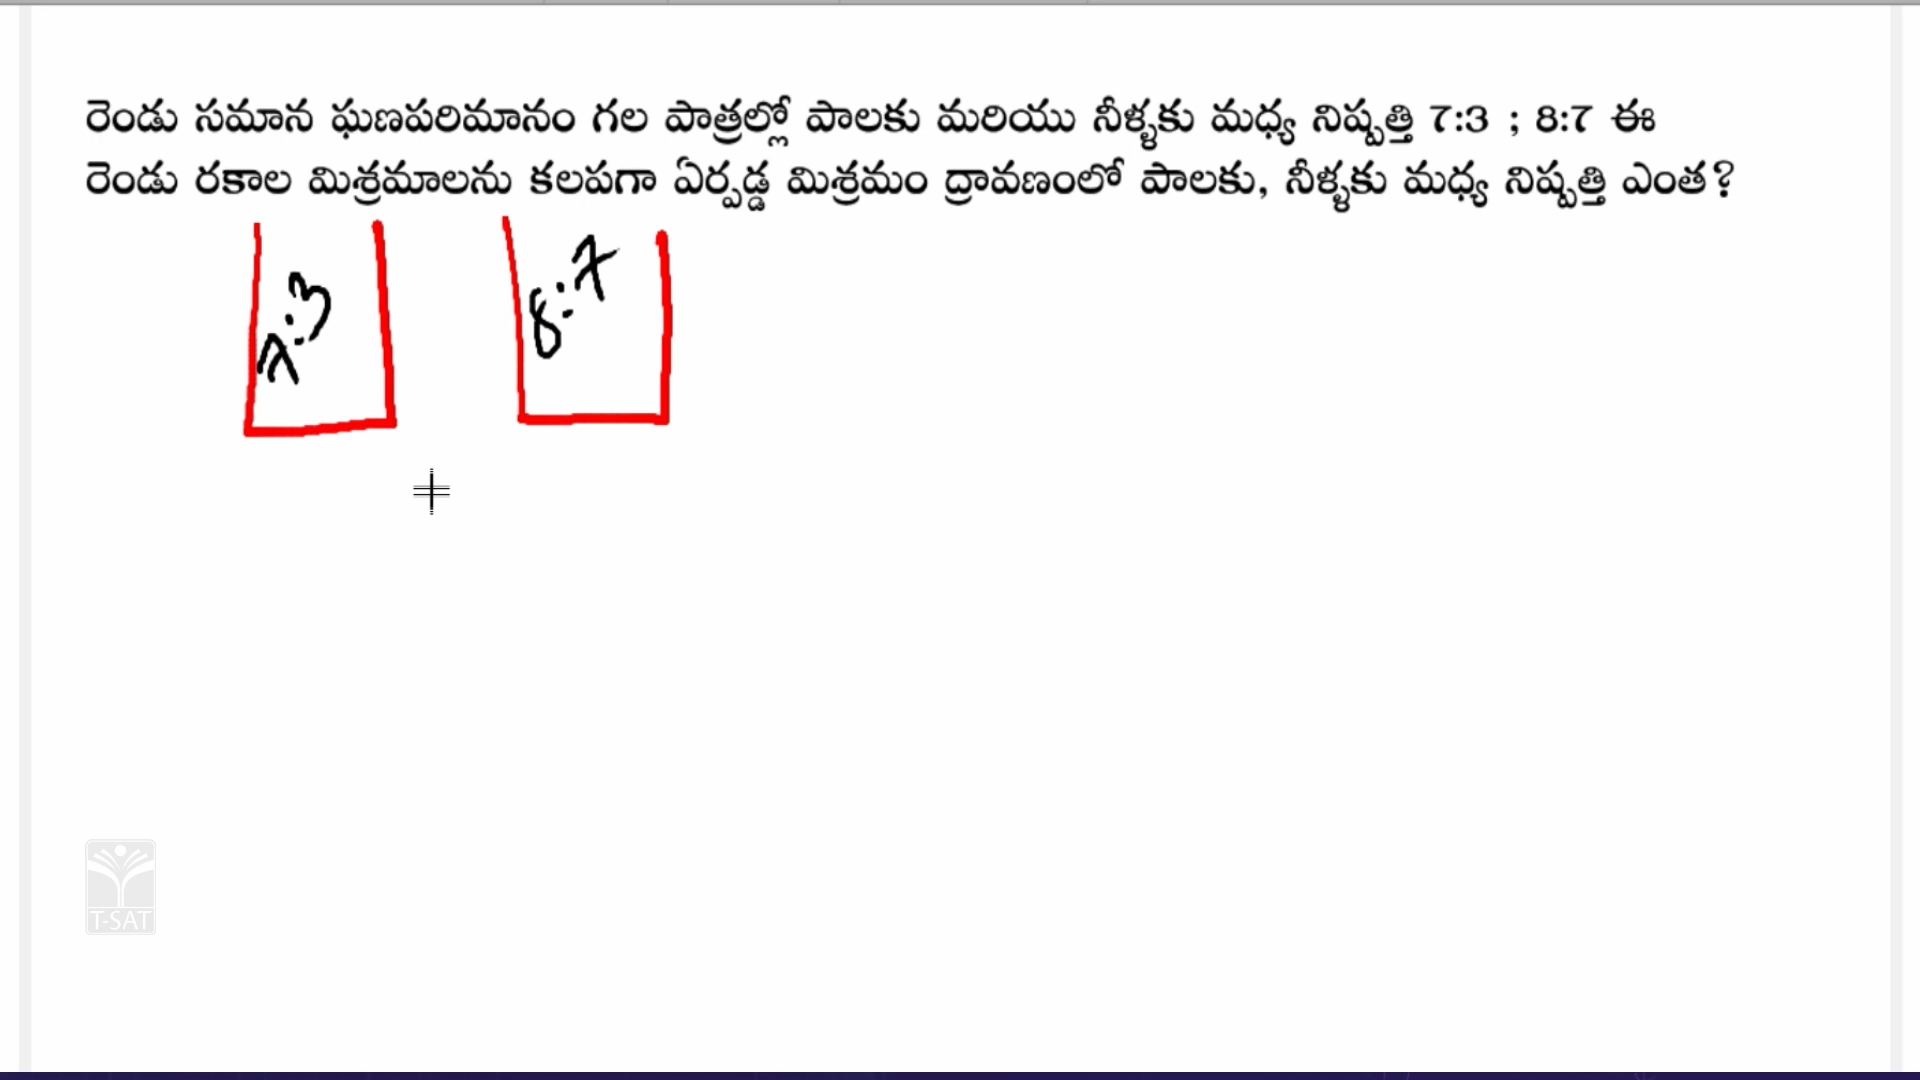 రెండు సమాన ఘణపరిమానం గల పాత్రల్లో పాలకు మరియు నీళ్ళకు మధ్య నిష్పత్తి 7:3 ; 8:7 ఈ
రెండు రకాల మిశ్రమాలను కలపగా ఏర్పడ్డ మిశ్రమం ద్రావణంలో పాలకు, నీళ్ళకు మధ్య నిష్పత్తి ఎంత?
7:3
8:7
T-SAT